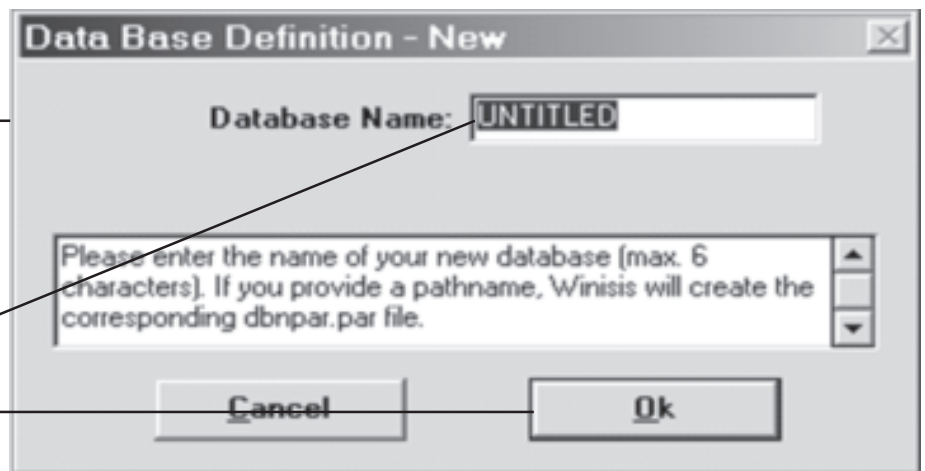 Data Base Definition - New
Database Name: UNTITLED
Please enter the name of your new database (max. 6
characters). If you provide a pathname, Winisis will create the
corresponding dbnpar.par file.
Cancel Ok